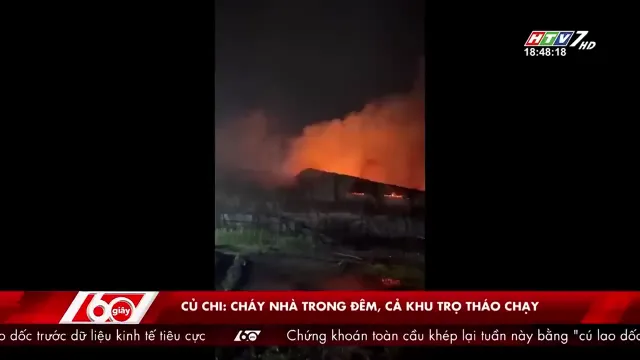 HTV7 HD
18:48:18
60 giây
CỦ CHI: CHÁY NHÀ TRONG ĐÊM, CẢ KHU TRỌ THÁO CHẠY
dốc trước dữ liệu kinh tế tiêu cực 60 Chứng khoán toàn cầu khép lại tuần này bằng "cú lao dố